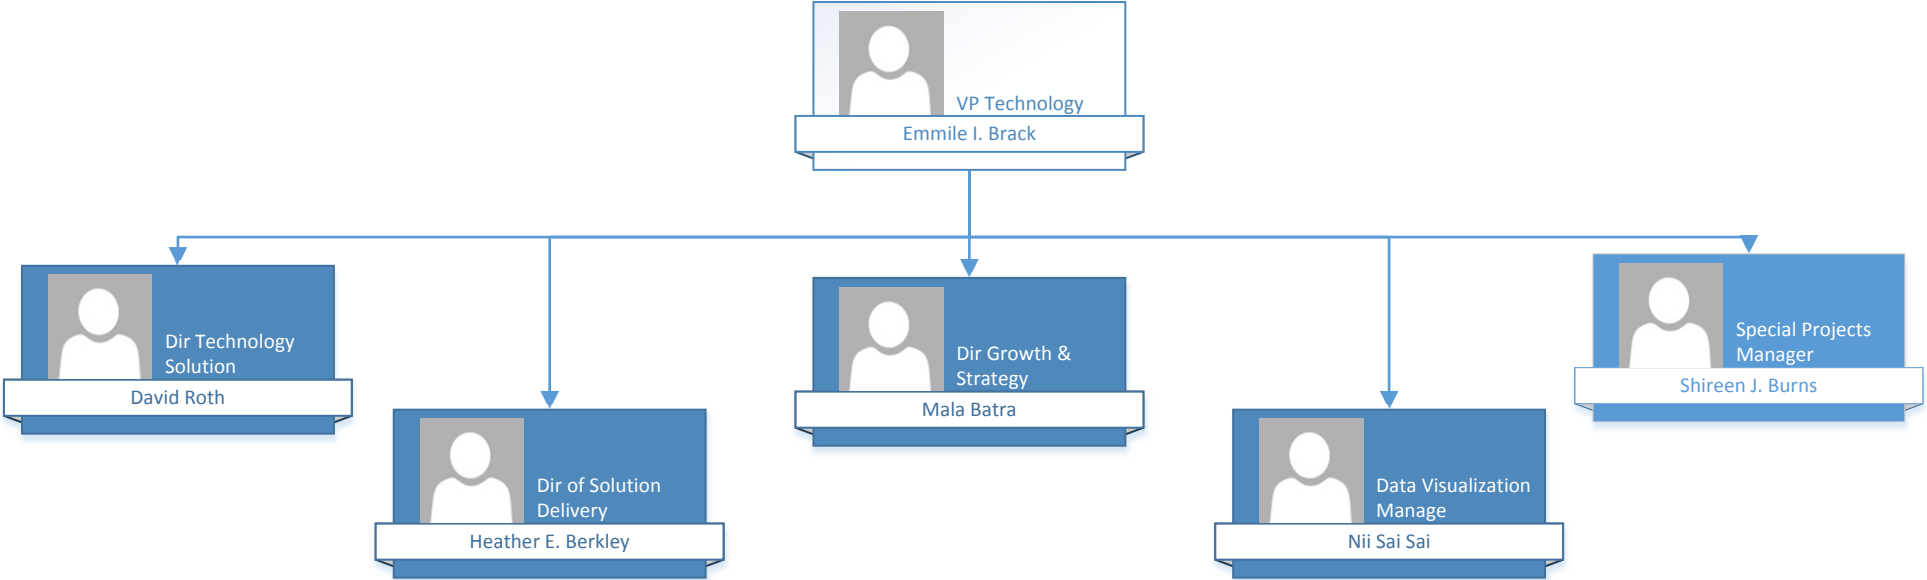 VP Technology
Emmile I. Brack
Dir Technology
Solution
David Roth
Dir of Solution
Delivery
Heather E. Berkley
Dir Growth &
Strategy
Mala Batra
Data Visualization
Manage
Nii Sai Sai
Special Projects
Manager
Shireen J. Burns